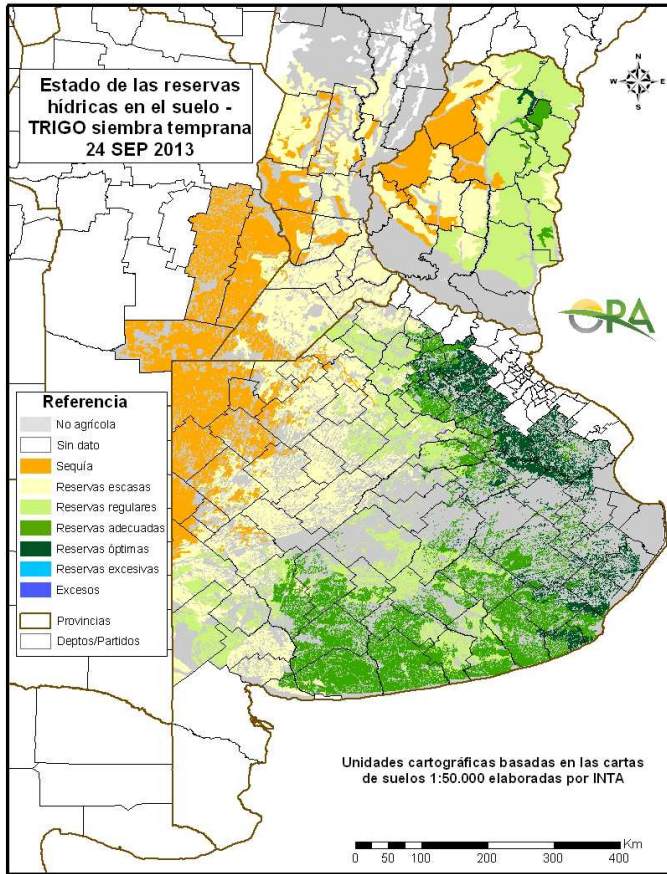 Estado de las reservas
hídricas en el suelo -
TRIGO siembra temprana
24 SEP 2013
N
W
E
S
OPA
Referencia
No agrícola
Sin dato
Sequía
Reservas escasas
Reservas regulares
Reservas adecuadas
Reservas óptimas
Reservas excesivas
Excesos
Provincias
Deptos/Partidos
Unidades cartográficas basadas en las cartas
de suelos 1:50.000 elaboradas por INTA
Km
0 50 100 200 300 400